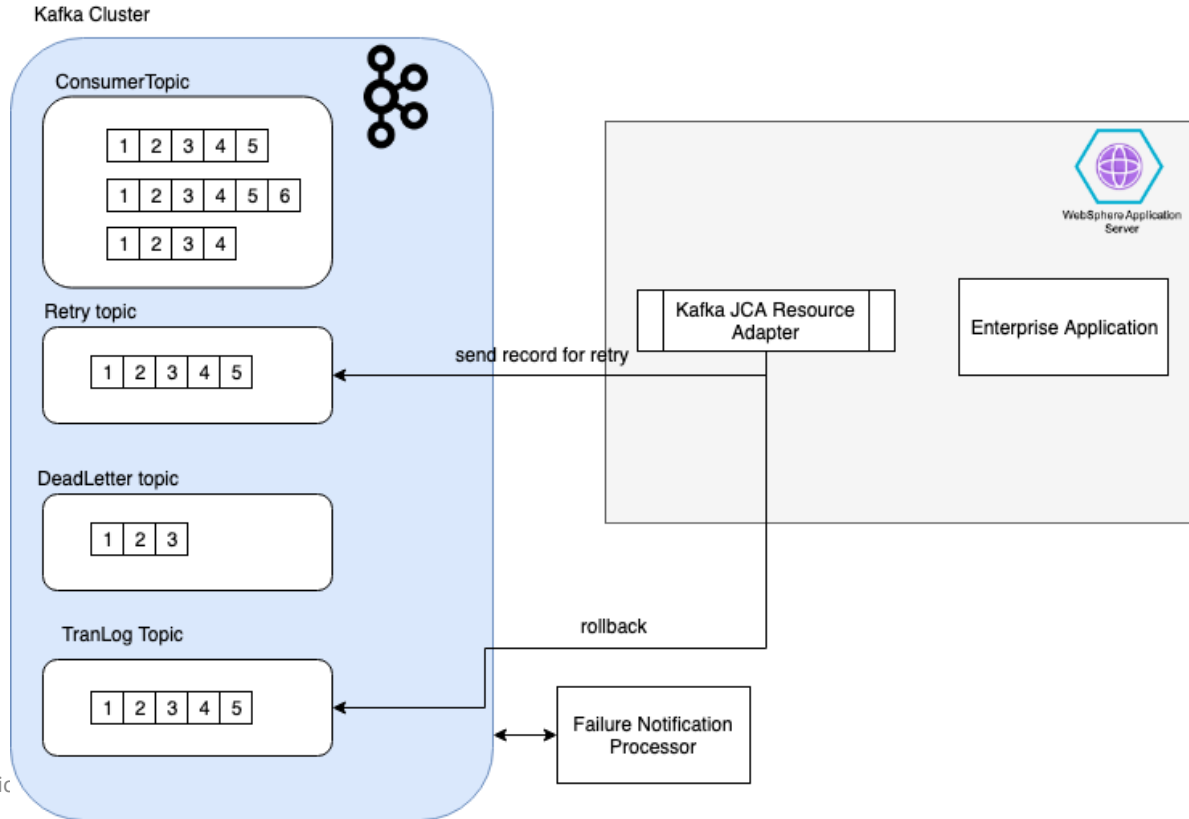 Kafka Cluster
ConsumerTopic
1 2 3 4 5
1 2 3 4 5 6
1 2 3 4
WebSphere Application
Server
Retry topic
Kafka JCA Resource
Adapter
Enterprise Application
send record for retry
1 2 3 4 5
DeadLetter topic
1 2 3
rollback
TranLog Topic
1 2 3 4 5
Failure Notification
Processor